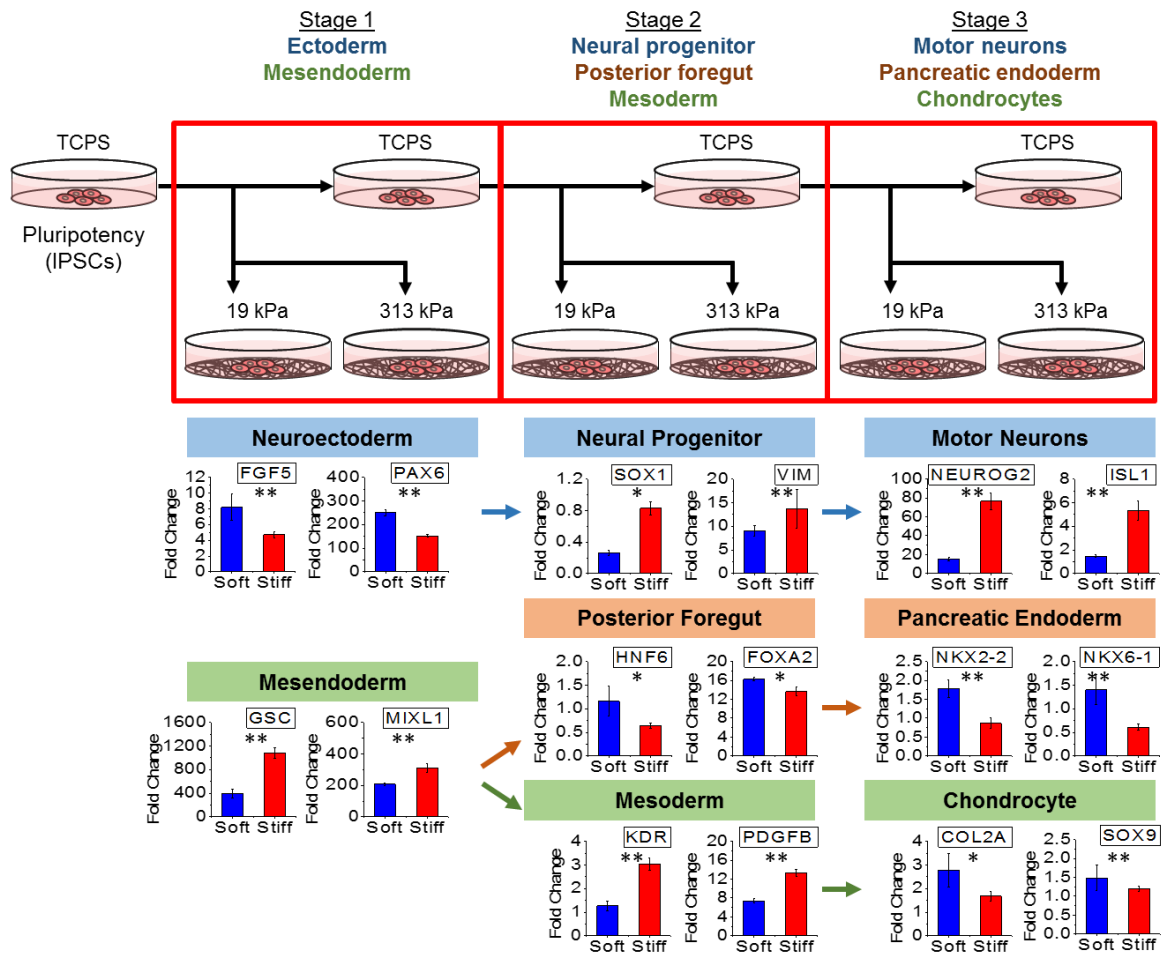 Stage 1
Ectoderm
Mesendoderm
Stage 2
Neural progenitor
Posterior foregut
Mesoderm
Stage 3
Motor neurons
Pancreatic endoderm
Chondrocytes
TCPS
TCPS
TCPS
TCPS
Pluripotency
(IPSCs)
19 kPa
313 kPa
19 kPa
313 kPa
19 kPa
313 kPa
Neuroectoderm
FGF5
**
Fold Change
12
10
8
6
4
2
0
Soft Stiff
PAX6
**
Fold Change
400
300
200
100
0
Soft Stiff
Neural Progenitor
SOX1
*
Fold Change
1.2
0.8
0.4
0.0
Soft Stiff
VIM
**
Fold Change
20
15
10
5
0
Soft Stiff
Motor Neurons
NEUROG2
**
Fold Change
100
80
60
40
20
0
Soft Stiff
ISL1
**
Fold Change
8
6
4
2
0
Soft Stiff
Mesendoderm
GSC
**
Fold Change
1600
1200
800
400
0
Soft Stiff
MIXL1
**
Fold Change
600
400
200
0
Soft Stiff
Posterior Foregut
HNF6
*
Fold Change
2.0
1.5
1.0
0.5
0.0
Soft Stiff
FOXA2
*
Fold Change
20
16
12
8
4
0
Soft Stiff
Pancreatic Endoderm
NKX2-2
**
Fold Change
2.5
2.0
1.5
1.0
0.5
0.0
Soft Stiff
NKX6-1
**
Fold Change
2.0
1.5
1.0
0.5
0.0
Soft Stiff
Mesoderm
KDR
**
Fold Change
4
3
2
1
0
Soft Stiff
PDGFB
**
Fold Change
20
16
12
8
4
0
Soft Stiff
Chondrocyte
COL2A
*
Fold Change
4
3
2
1
0
Soft Stiff
SOX9
**
Fold Change
2.5
2.0
1.5
1.0
0.5
0.0
Soft Stiff